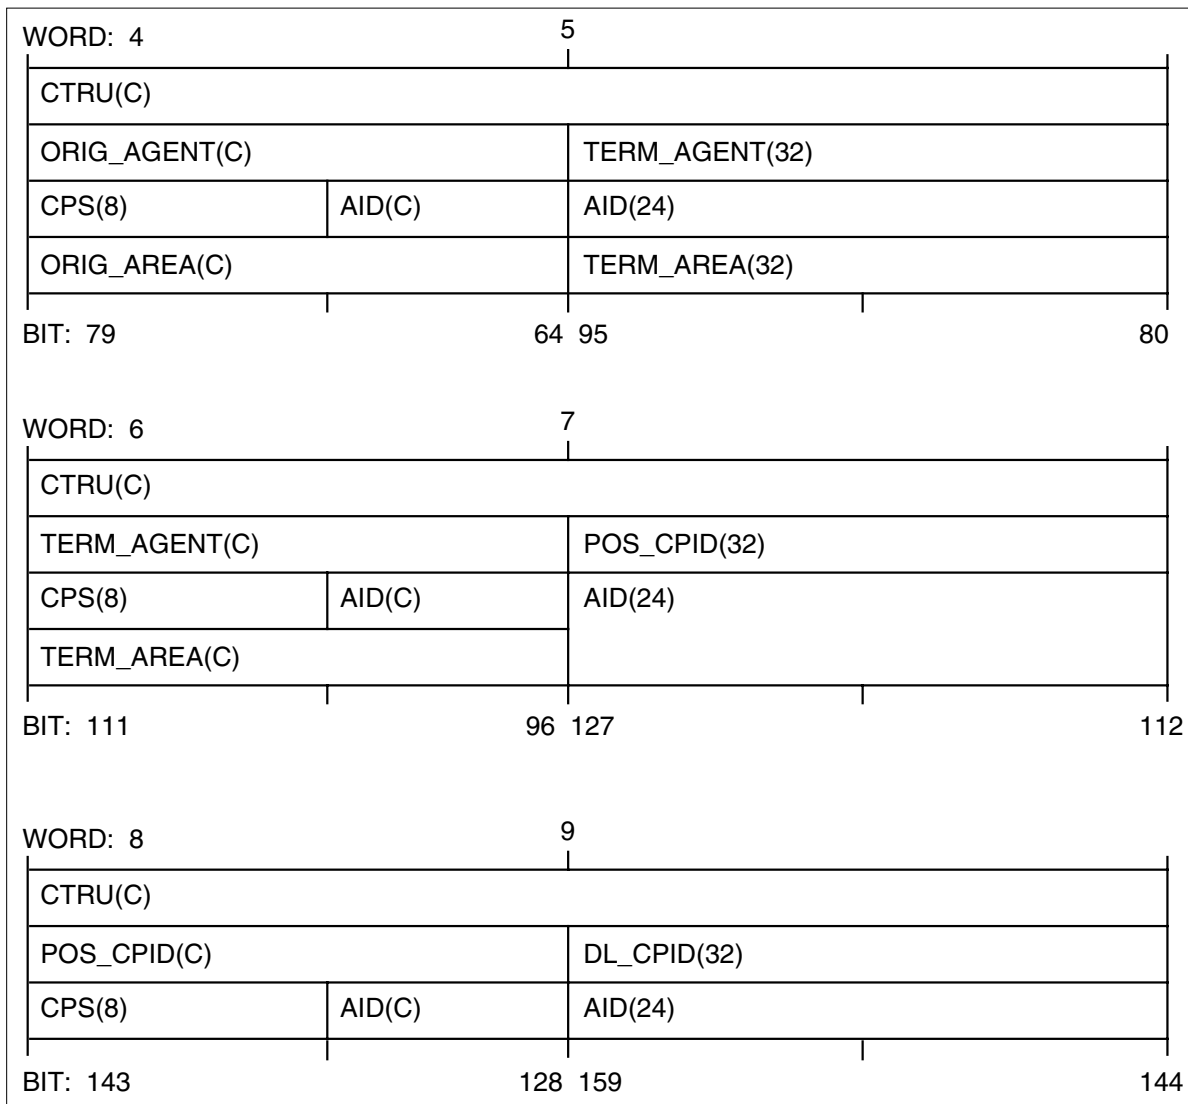 WORD: 4 5
CTRU(C)
ORIG_AGENT(C) TERM_AGENT(32)
CPS(8) AID(C) AID(24)
ORIG_AREA(C) TERM_AREA(32)
BIT: 79 64 95 80
WORD: 6 7
CTRU(C)
TERM_AGENT(C) POS_CPID(32)
CPS(8) AID(C) AID(24)
TERM_AREA(C)
BIT: 111 96 127 112
WORD: 8 9
CTRU(C)
POS_CPID(C) DL_CPID(32)
CPS(8) AID(C) AID(24)
BIT: 143 128 159 144